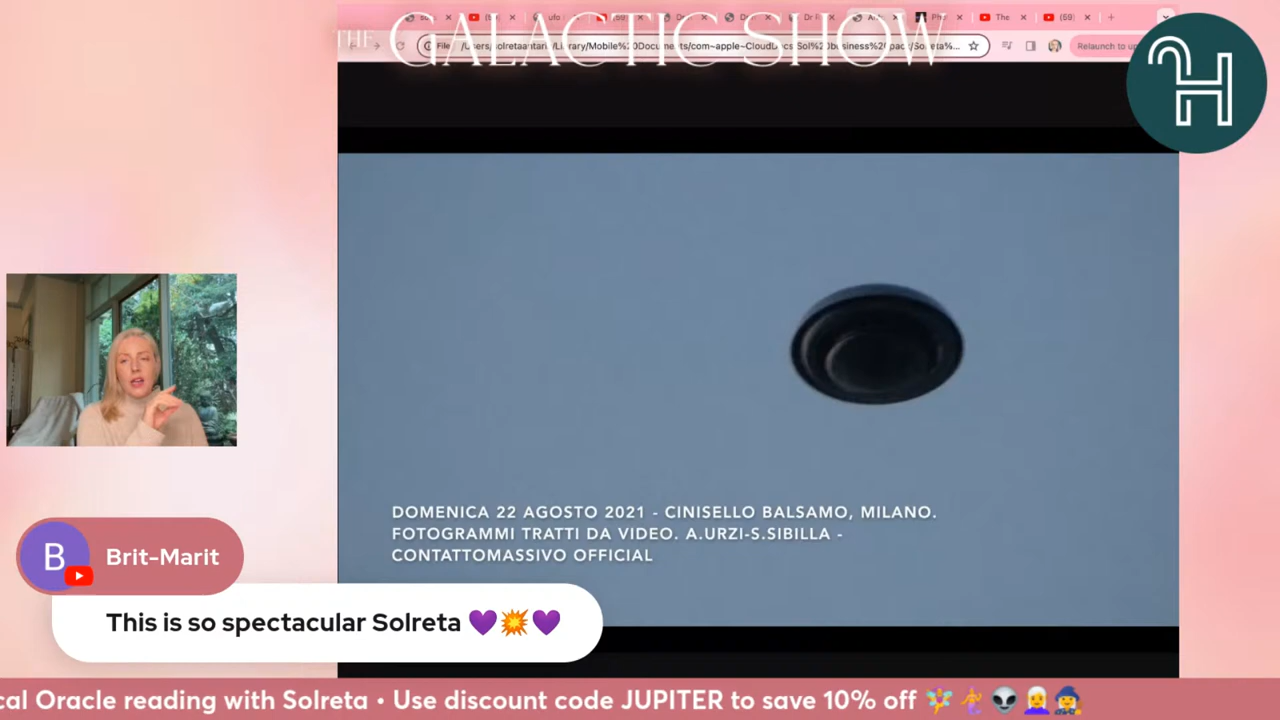 THE GALACTIC SHOW
File
Relaunch to up
H
DOMENICA 22 AGOSTO 2021 - CINISELLO BALSAMO, MILANO.
FOTOGRAMMI TRATTI DA VIDEO. A.URZI-S.SIBILLA -
CONTATTOMASSIVO OFFICIAL
B
Brit-Marit
This is so spectacular Solreta 💜💥💜
cal Oracle reading with Solreta • Use discount code JUPITER to save 10% off 🧚🧜‍♀️👽👩‍🦳🧙